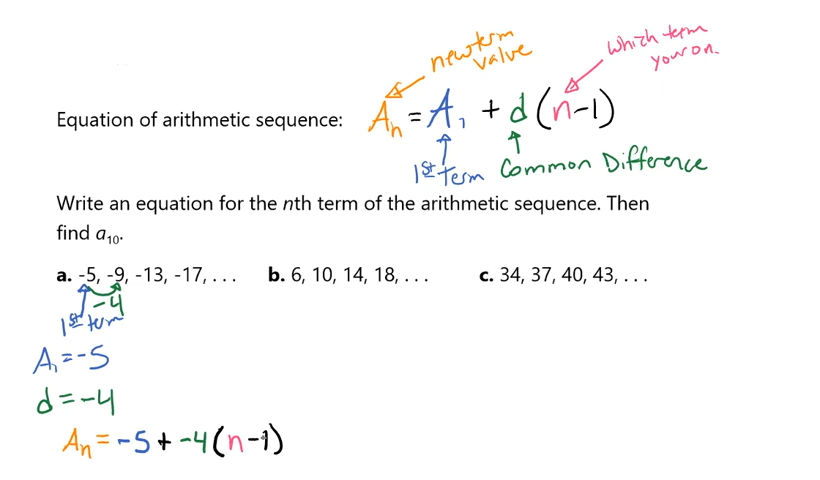 new term
value
which term
your on.
Equation of arithmetic sequence: An = A1 + d(n-1)
1st term
Common Difference
Write an equation for the nth term of the arithmetic sequence. Then
find a10.
a. -5, -9, -13, -17, . . . b. 6, 10, 14, 18, . . . c. 34, 37, 40, 43, . . .
-4
1st term
A1 = -5
d = -4
An = -5 + -4(n-1)